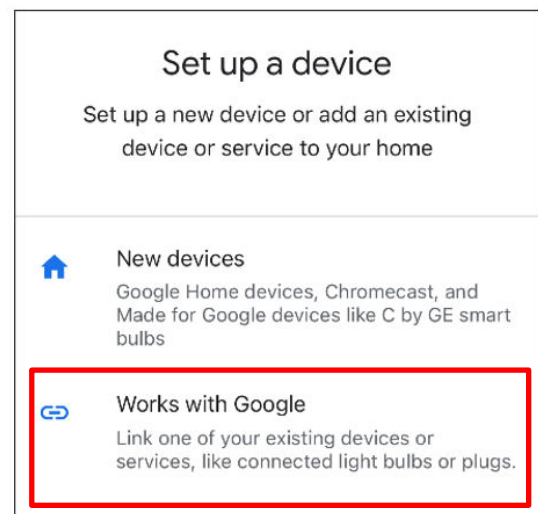 Set up a device
Set up a new device or add an existing
device or service to your home
New devices
Google Home devices, Chromecast, and
Made for Google devices like C by GE smart
bulbs
Works with Google
Link one of your existing devices or
services, like connected light bulbs or plugs.